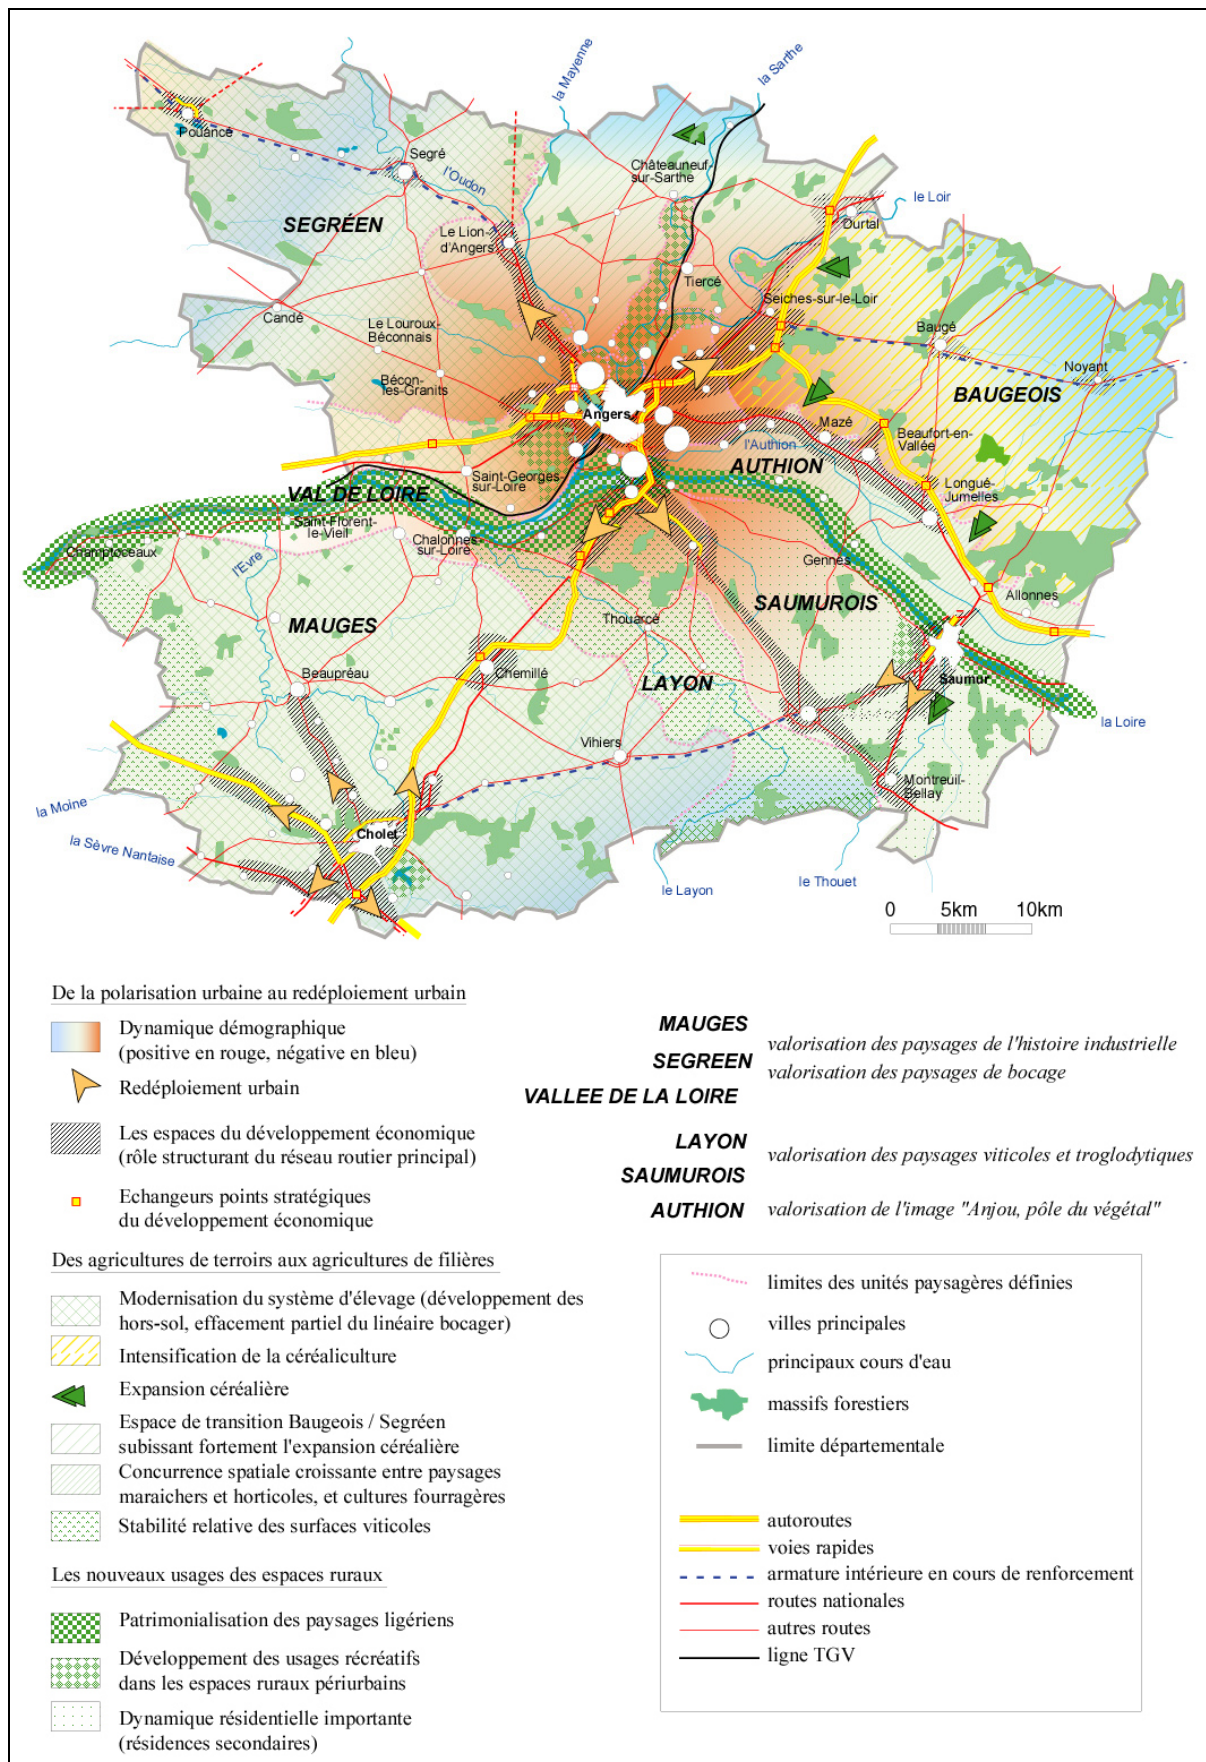 la Mayenne
la Sarthe
Pouancé
Segré
l'Oudon
Châteauneuf-
sur-Sarthe
le Loir
Durtal
SEGRÉEN
Le Lion-
d'Angers
Tiercé
Seiches-sur-le-Loir
Candé
Le Louroux-
Béconnais
Baugé
Noyant
Bécon-
les-Granits
BAUGEOIS
Angers
Mazé
Beaufort-en-
Vallée
l'Authion
AUTHION
Saint-Georges-
sur-Loire
Longué-
Jumelles
VAL DE LOIRE
Saint-Florent-
le-Vieil
Chalonnes-
sur-Loire
Champtoceaux
l'Evre
Gennes
Allonnes
SAUMUROIS
MAUGES
Thouarcé
Beaupréau
Chemillé
LAYON
Saumur
la Loire
Vihiers
Montreuil-
Bellay
la Moine
Cholet
la Sèvre Nantaise
le Layon
le Thouet
0 5km 10km
De la polarisation urbaine au redéploiement urbain
Dynamique démographique
(positive en rouge, négative en bleu)
Redéploiement urbain
Les espaces du développement économique
(rôle structurant du réseau routier principal)
Echangeurs points stratégiques
du développement économique
Des agricultures de terroirs aux agricultures de filières
Modernisation du système d'élevage (développement des
hors-sol, effacement partiel du linéaire bocager)
Intensification de la céréaliculture
Expansion céréalière
Espace de transition Baugeois / Segréen
subissant fortement l'expansion céréalière
Concurrence spatiale croissante entre paysages
maraichers et horticoles, et cultures fourragères
Stabilité relative des surfaces viticoles
Les nouveaux usages des espaces ruraux
Patrimonialisation des paysages ligériens
Développement des usages récréatifs
dans les espaces ruraux périurbains
Dynamique résidentielle importante
(résidences secondaires)
MAUGES
valorisation des paysages de l'histoire industrielle
SEGREEN
valorisation des paysages de bocage
VALLEE DE LA LOIRE
LAYON
valorisation des paysages viticoles et troglodytiques
SAUMUROIS
AUTHION valorisation de l'image "Anjou, pôle du végétal"
limites des unités paysagères définies
villes principales
principaux cours d'eau
massifs forestiers
limite départementale
autoroutes
voies rapides
armature intérieure en cours de renforcement
routes nationales
autres routes
ligne TGV